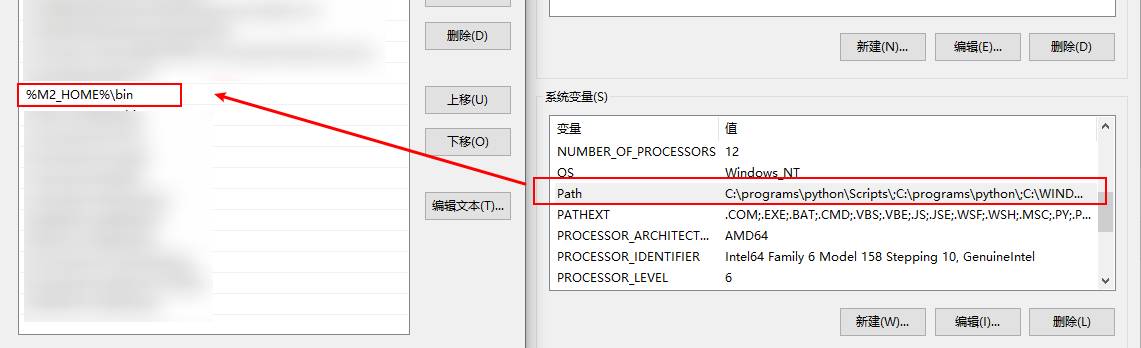 删除(D)
%M2_HOME%\bin
上移(U)
下移(O)
编辑文本(T)...
新建(N)...
编辑(E)...
删除(D)
系统变量(S)
变量 值
NUMBER_OF_PROCESSORS 12
OS Windows_NT
Path C:\programs\python\Scripts\;C:\programs\python\;C:\WIND...
PATHEXT .COM;.EXE;.BAT;.CMD;.VBS;.VBE;.JS;.JSE;.WSF;.WSH;.MSC;.PY;.P...
PROCESSOR_ARCHITECT... AMD64
PROCESSOR_IDENTIFIER Intel64 Family 6 Model 158 Stepping 10, GenuineIntel
PROCESSOR_LEVEL 6
新建(W)...
编辑(I)...
删除(L)